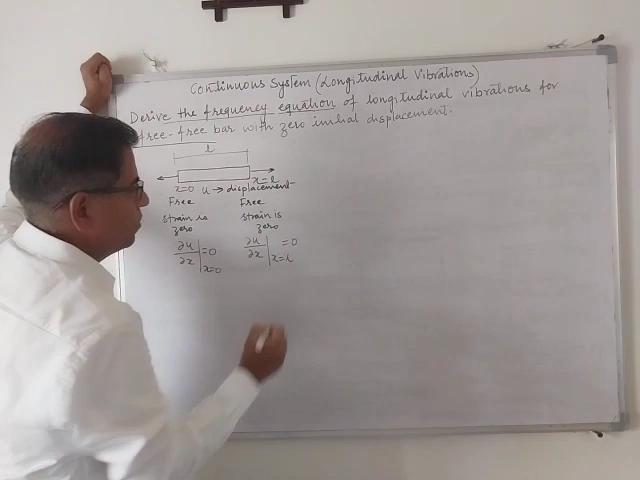 Continuous System (Longitudinal Vibrations)
Derive the frequency equation of longitudinal vibrations for
free-free bar with zero initial displacement.
l
x=0 u → displacement x=l
Free Free
strain is strain is
zero zero
∂u/∂x|x=0 =0 ∂u/∂x|x=l =0